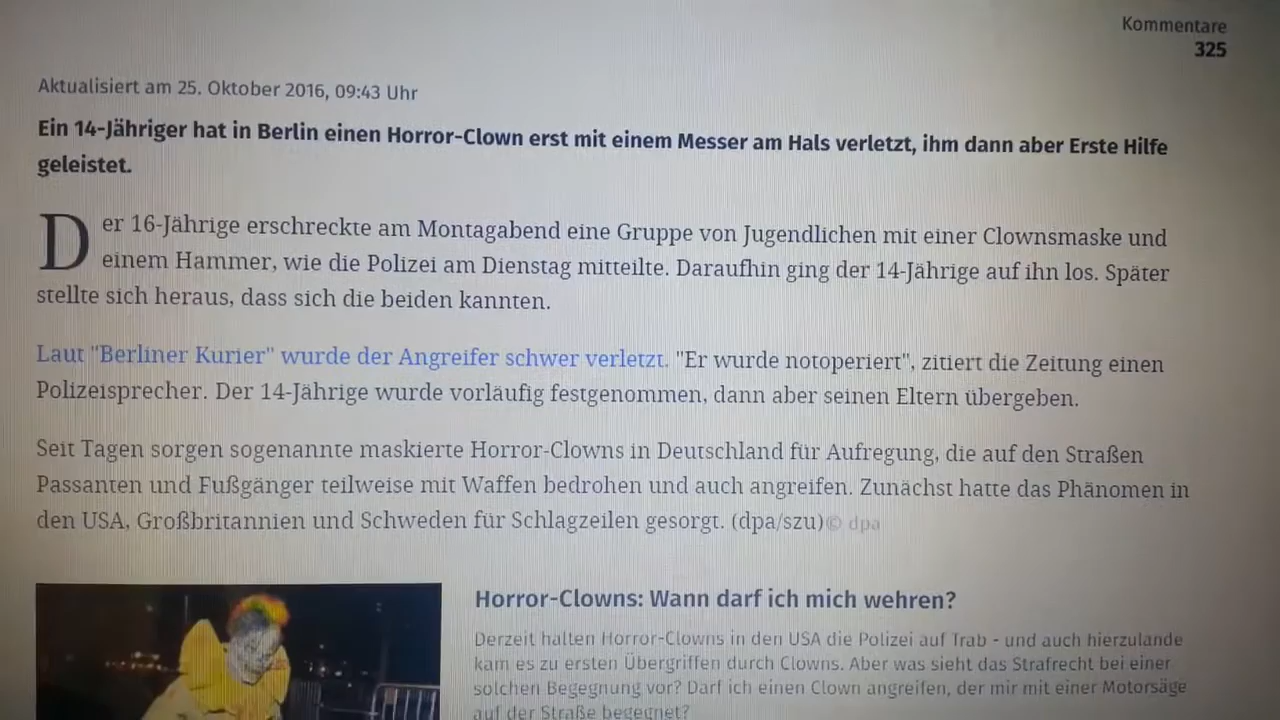 Kommentare
325
Aktualisiert am 25. Oktober 2016, 09:43 Uhr
Ein 14-Jähriger hat in Berlin einen Horror-Clown erst mit einem Messer am Hals verletzt, ihm dann aber Erste Hilfe
geleistet.
Der 16-Jährige erschreckte am Montagabend eine Gruppe von Jugendlichen mit einer Clownsmaske und
einem Hammer, wie die Polizei am Dienstag mitteilte. Daraufhin ging der 14-Jährige auf ihn los. Später
stellte sich heraus, dass sich die beiden kannten.
Laut "Berliner Kurier" wurde der Angreifer schwer verletzt. "Er wurde notoperiert", zitiert die Zeitung einen
Polizeisprecher. Der 14-Jährige wurde vorläufig festgenommen, dann aber seinen Eltern übergeben.
Seit Tagen sorgen sogenannte maskierte Horror-Clowns in Deutschland für Aufregung, die auf den Straßen
Passanten und Fußgänger teilweise mit Waffen bedrohen und auch angreifen. Zunächst hatte das Phänomen in
den USA, Großbritannien und Schweden für Schlagzeilen gesorgt. (dpa/szu)© dpa
Horror-Clowns: Wann darf ich mich wehren?
Derzeit halten Horror-Clowns in den USA die Polizei auf Trab - und auch hierzulande
kam es zu ersten Übergriffen durch Clowns. Aber was sieht das Strafrecht bei einer
solchen Begegnung vor? Darf ich einen Clown angreifen, der mir mit einer Motorsäge
auf der Straße begegnet?